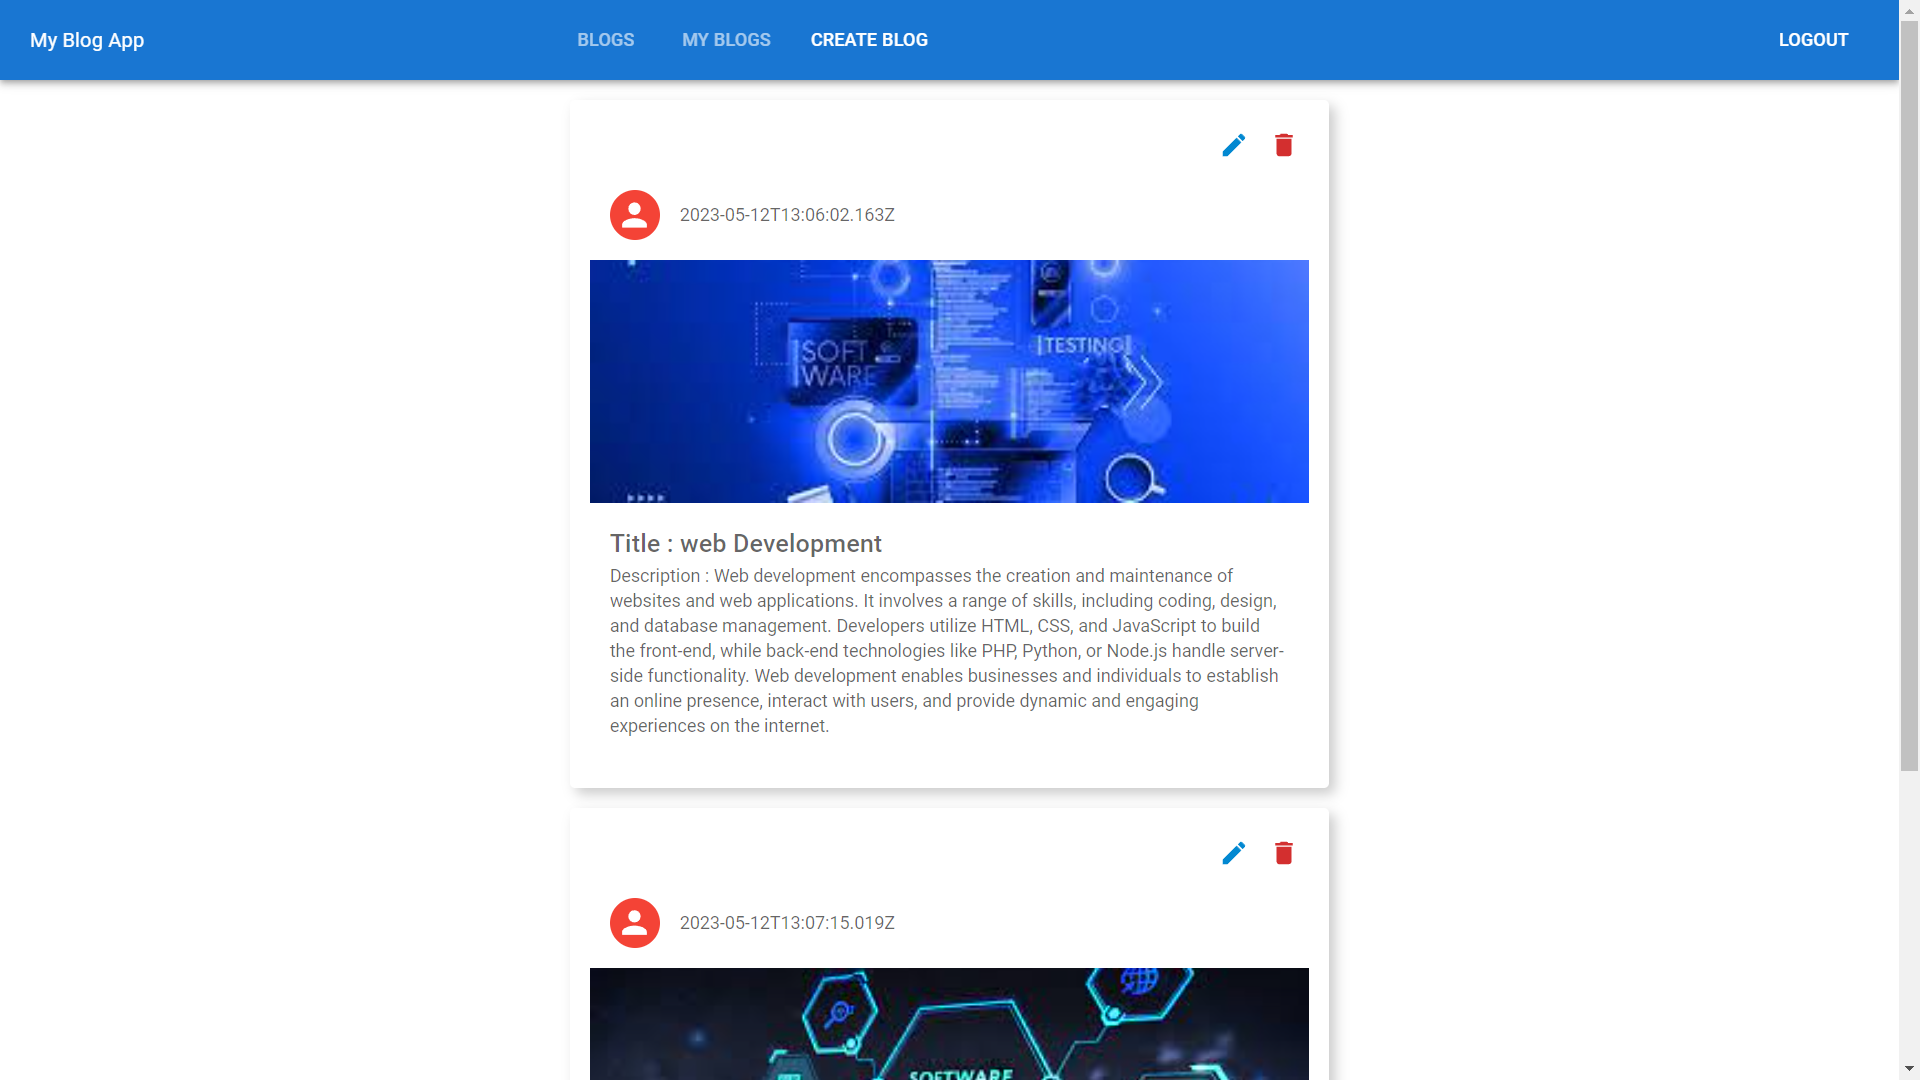 My Blog App
BLOGS
MY BLOGS
CREATE BLOG
LOGOUT
2023-05-12T13:06:02.163Z
SOFT
WARE
TESTING
Title : web Development
Description : Web development encompasses the creation and maintenance of
websites and web applications. It involves a range of skills, including coding, design,
and database management. Developers utilize HTML, CSS, and JavaScript to build
the front-end, while back-end technologies like PHP, Python, or Node.js handle server-
side functionality. Web development enables businesses and individuals to establish
an online presence, interact with users, and provide dynamic and engaging
experiences on the internet.
2023-05-12T13:07:15.019Z
SOFTWARE